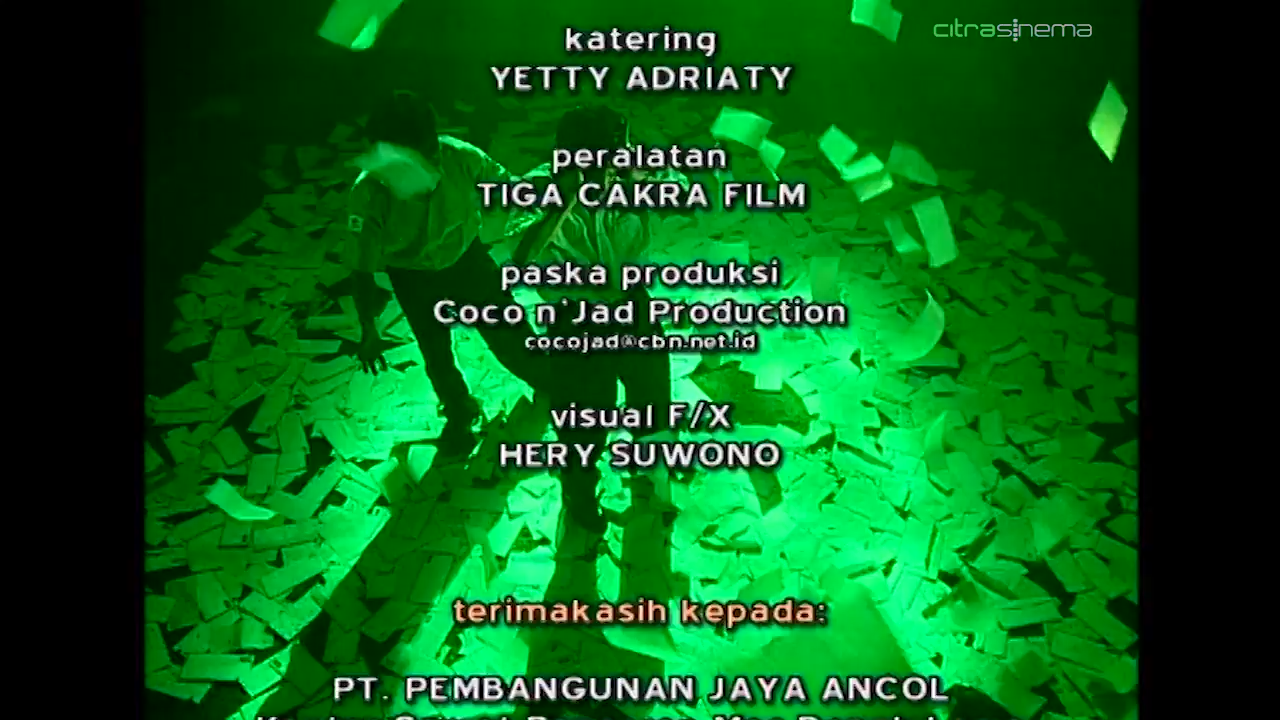 citrasinema
katering
YETTY ADRIATY
peralatan
TIGA CAKRA FILM
paska produksi
Coco n'Jad Production
cocojad@cbn.net.id
visual F/X
HERY SUWONO
terimakasih kepada:
PT. PEMBANGUNAN JAYA ANCOL